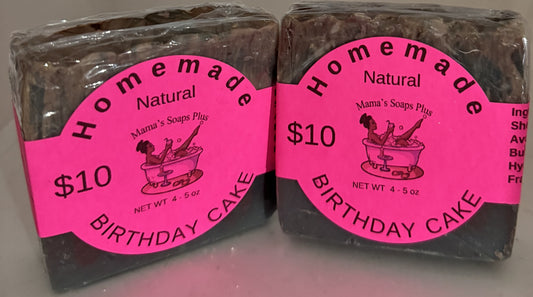 Homemade
Natural
Mama's Soaps Plus
$10
NET WT 4 - 5 oz
BIRTHDAY CAKE
Homemade
Natural
Mama's Soaps Plus
$10
NET WT 4 - 5 oz
BIRTHDAY CAKE